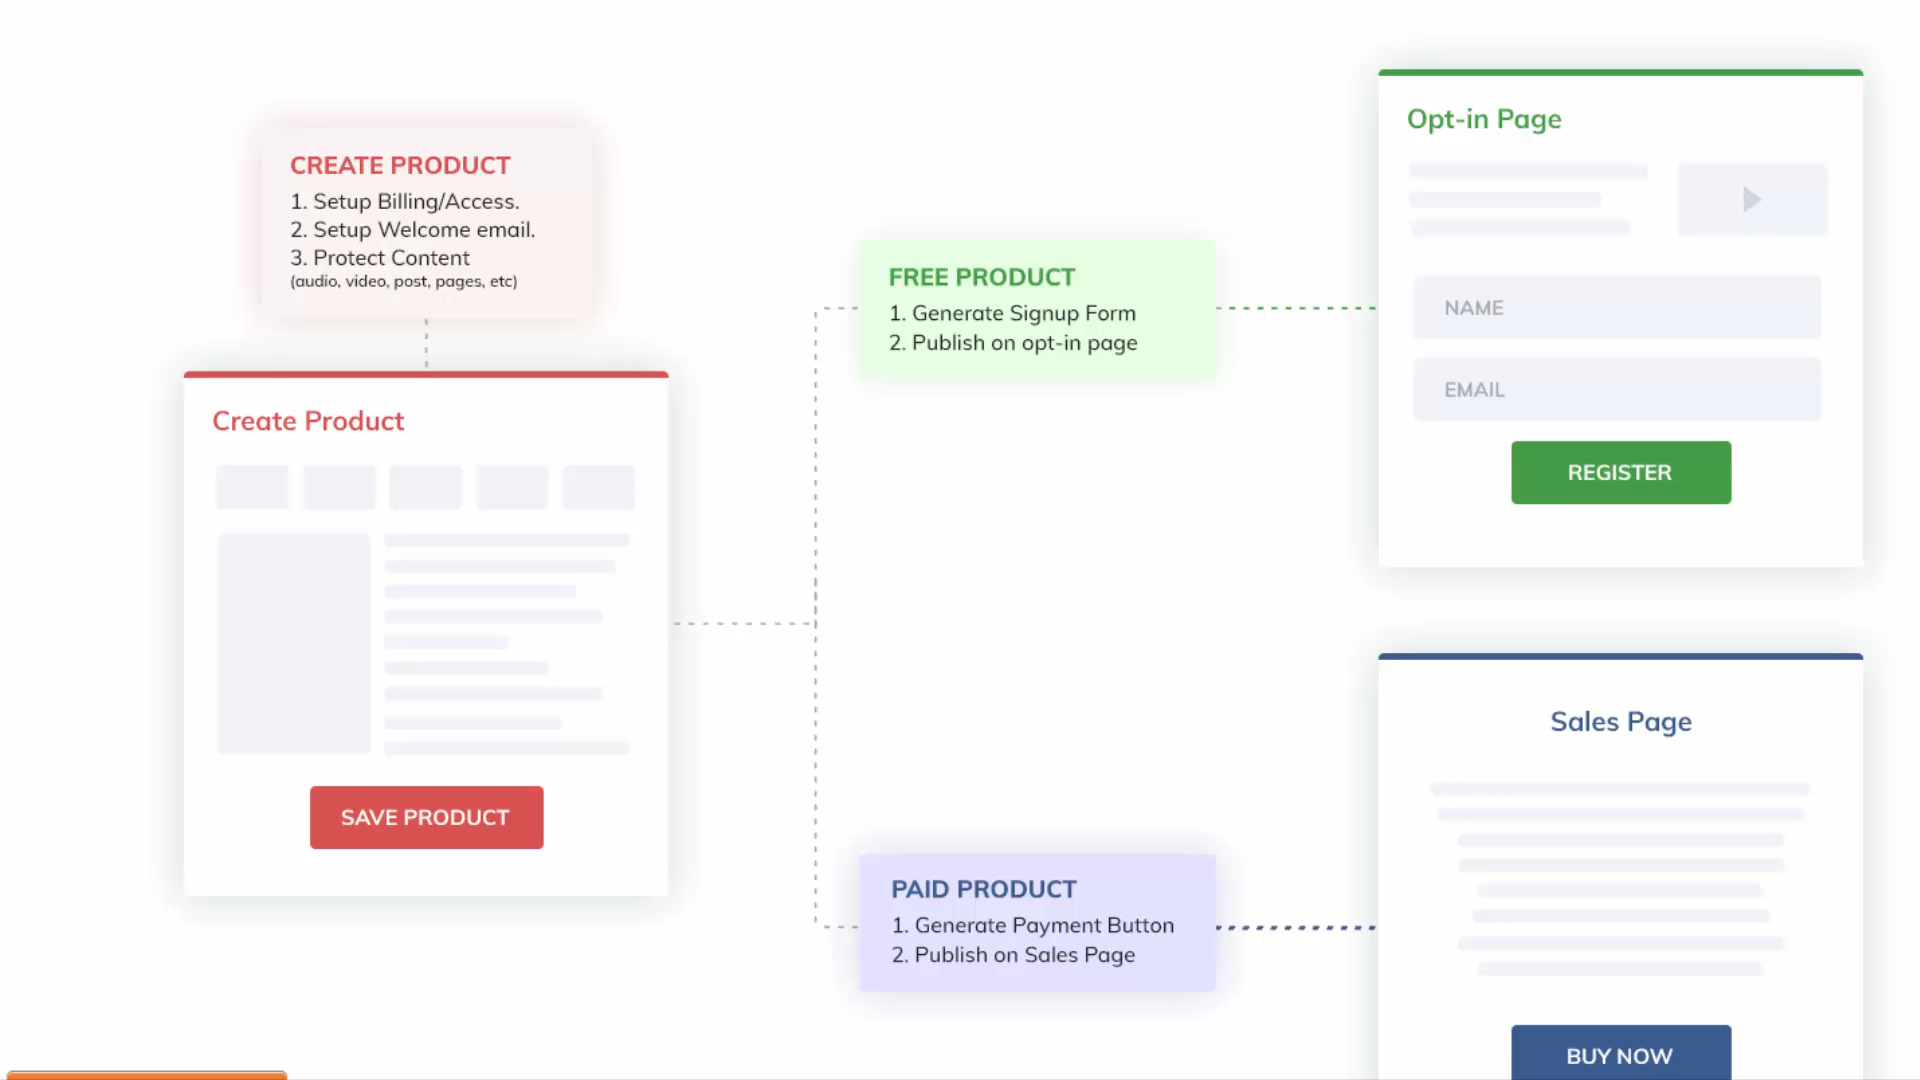 CREATE PRODUCT
1. Setup Billing/Access.
2. Setup Welcome email.
3. Protect Content
(audio, video, post, pages, etc)
Create Product
SAVE PRODUCT
FREE PRODUCT
1. Generate Signup Form
2. Publish on opt-in page
PAID PRODUCT
1. Generate Payment Button
2. Publish on Sales Page
Opt-in Page
NAME
EMAIL
REGISTER
Sales Page
BUY NOW